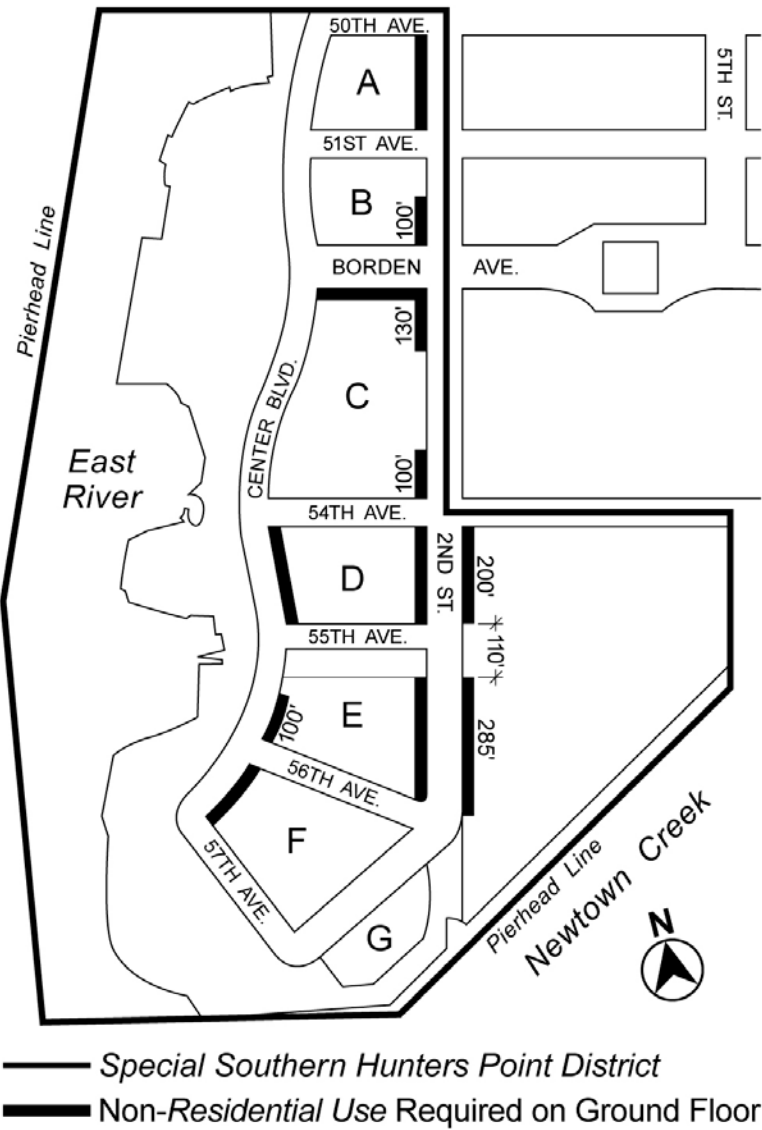 50TH AVE.
A
5TH ST.
51ST AVE.
B
100'
Pierhead Line
BORDEN AVE.
130'
C
CENTER BLVD.
East
River
100'
54TH AVE.
D
2ND ST.
200'
55TH AVE.
110'
E
100'
285'
56TH AVE.
F
57TH AVE.
G
Pierhead Line
Newtown Creek
N
Special Southern Hunters Point District
Non-Residential Use Required on Ground Floor